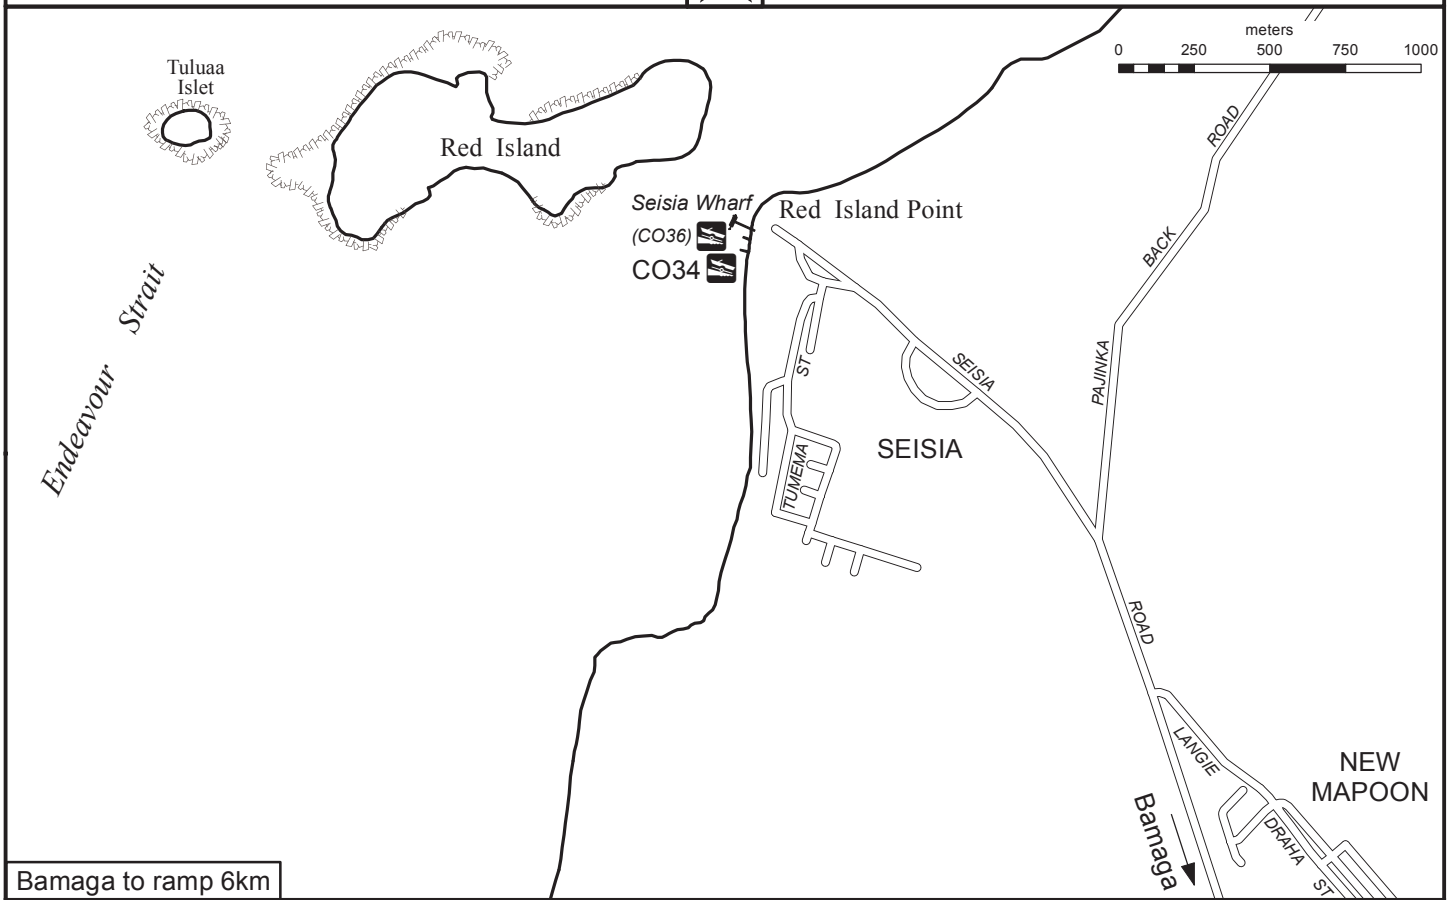 meters
0 250 500 750 1000
Tuluaa
Islet
Red Island
Seisia Wharf
(CO36)
CO34
Red Island Point
Endeavour Strait
ROAD
BACK
PAJINKA
SEISIA
ROAD
ST
TUMEMA
SEISIA
LANGIE
NEW
MAPOON
DRAHA
ST
Bamaga
Bamaga to ramp 6km